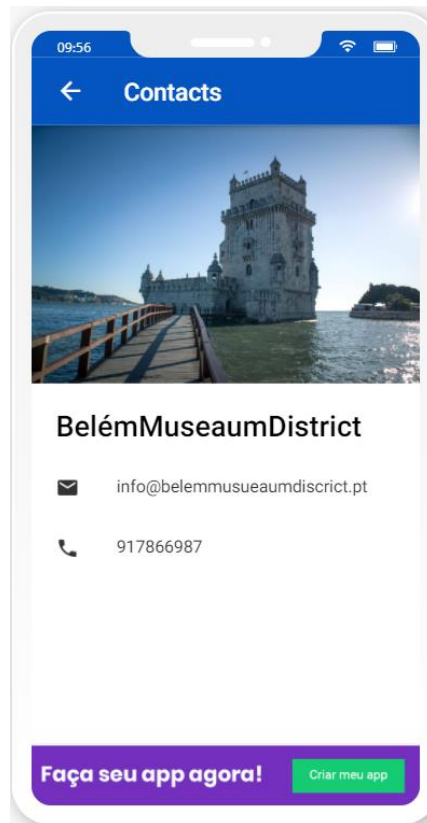 09:56
Contacts
BelémMuseaumDistrict
info@belemmusueaumdiscrict.pt
917866987
Faça seu app agora!
Criar meu app